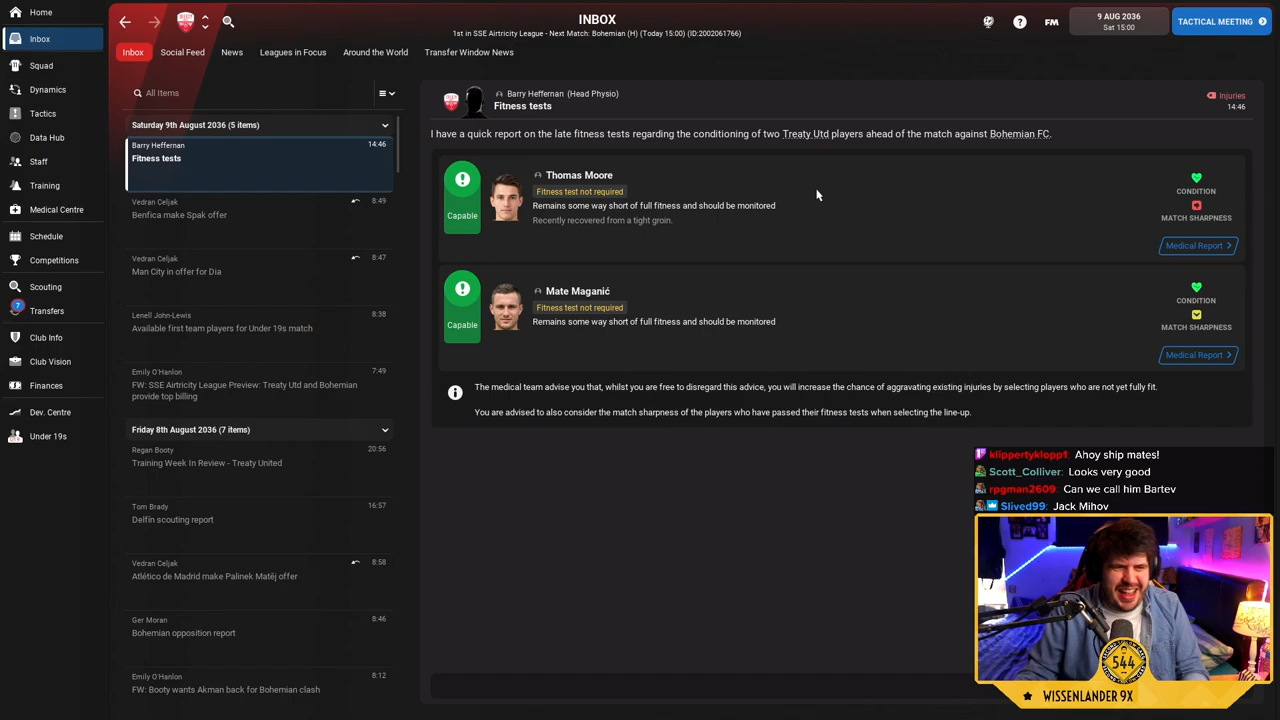 Home
Inbox
Squad
Dynamics
Tactics
Data Hub
Staff
Training
Medical Centre
Schedule
Competitions
Scouting
7
Transfers
Club Info
Club Vision
Finances
Dev. Centre
Under 19s
INBOX
1st in SSE Airtricity League - Next Match: Bohemian (H) (Today 15:00) (ID:2002061766)
FM
9 AUG 2036
Sat 15:00
TACTICAL MEETING
Inbox
Social Feed
News
Leagues in Focus
Around the World
Transfer Window News
All Items
Saturday 9th August 2036 (5 items)
Barry Heffernan
14:46
Fitness tests
Vedran Celjak
8:49
Benfica make Spak offer
Vedran Celjak
8:47
Man City in offer for Dia
Lenell John-Lewis
8:38
Available first team players for Under 19s match
Emily O'Hanlon
7:49
FW: SSE Airtricity League Preview: Treaty Utd and Bohemian
provide top billing
Friday 8th August 2036 (7 items)
Regan Booty
20:56
Training Week In Review - Treaty United
Tom Brady
16:57
Delfín scouting report
Vedran Celjak
8:58
Atlético de Madrid make Palinek Matěj offer
Ger Moran
8:46
Bohemian opposition report
Emily O'Hanlon
8:12
FW: Booty wants Akman back for Bohemian clash
Barry Heffernan (Head Physio)
Fitness tests
Injuries
14:46
I have a quick report on the late fitness tests regarding the conditioning of two Treaty Utd players ahead of the match against Bohemian FC.
Capable
Thomas Moore
Fitness test not required
Remains some way short of full fitness and should be monitored
Recently recovered from a tight groin.
CONDITION
MATCH SHARPNESS
Medical Report
Capable
Mate Maganić
Fitness test not required
Remains some way short of full fitness and should be monitored
CONDITION
MATCH SHARPNESS
Medical Report
The medical team advise you that, whilst you are free to disregard this advice, you will increase the chance of aggravating existing injuries by selecting players who are not yet fully fit.
You are advised to also consider the match sharpness of the players who have passed their fitness tests when selecting the line-up.
klippertyklopp1: Ahoy ship mates!
Scott_Colliver: Looks very good
rpgman2609: Can we call him Bartev
Slived99: Jack Mihov
544
WISSENLANDER 9X